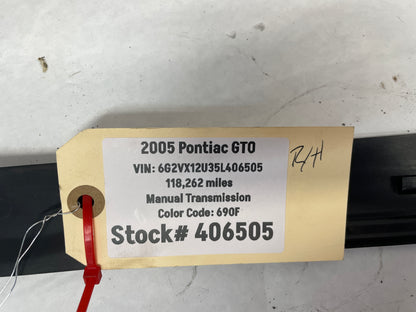 2005 Pontiac GTO
VIN: 6G2VX12U35L406505
118,262 miles
Manual Transmission
Color Code: 690F
Stock# 406505
R/H